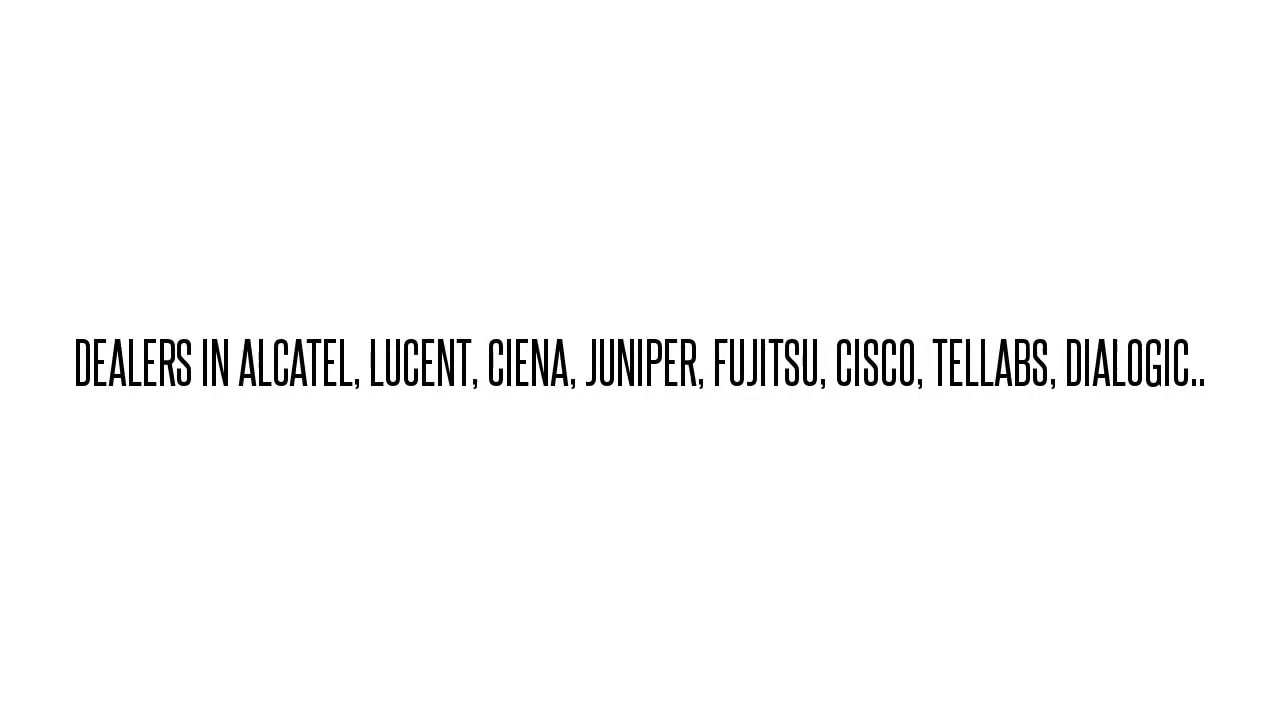 DEALERS IN ALCATEL, LUCENT, CIENA, JUNIPER, FUJITSU, CISCO, TELLABS, DIALOGIC..